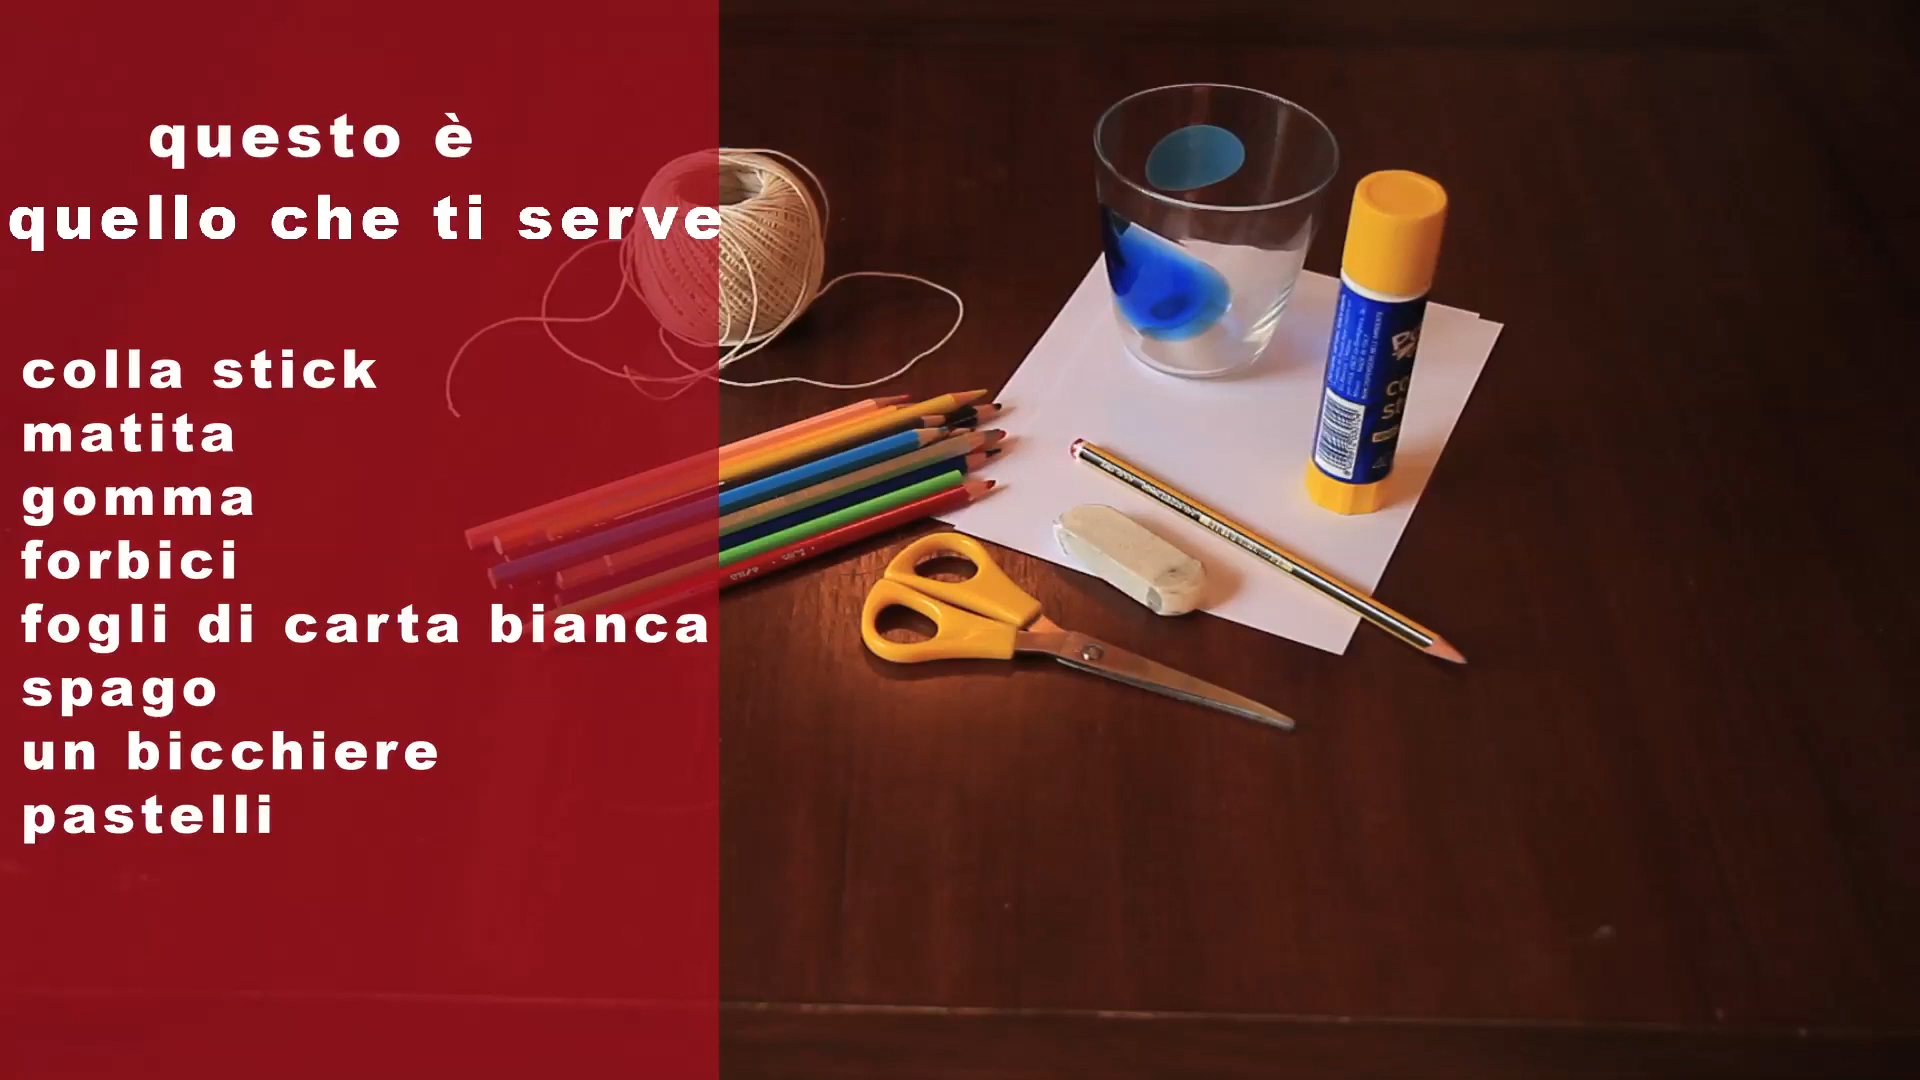 questo è
quello che ti serve
colla stick
matita
gomma
forbici
fogli di carta bianca
spago
un bicchiere
pastelli